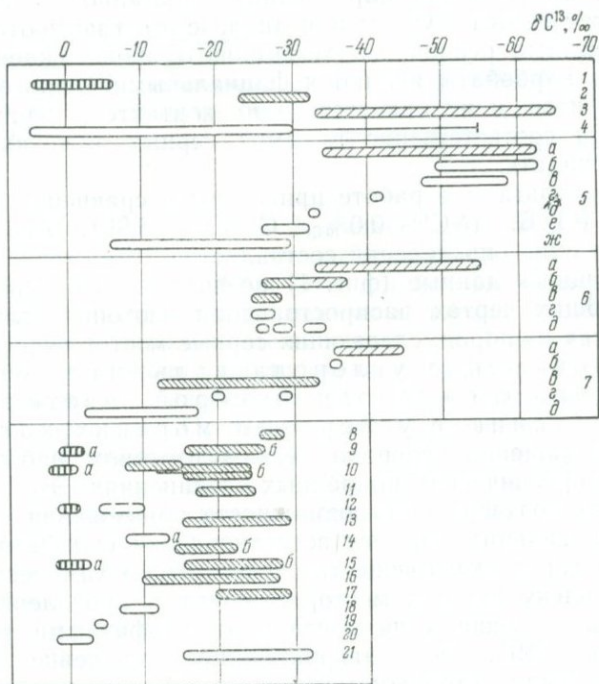 δC¹³, ‰
0 -10 -20 -30 -40 -50 -60 -70
1
2
3
4
а
б
в
г 5
д
е
ж
а
б
в 6
г
д
а
б
в 7
г
д
8
а б 9
а б 10
11
12
13
а 14
б
а б 15
16
17
18
19
20
21